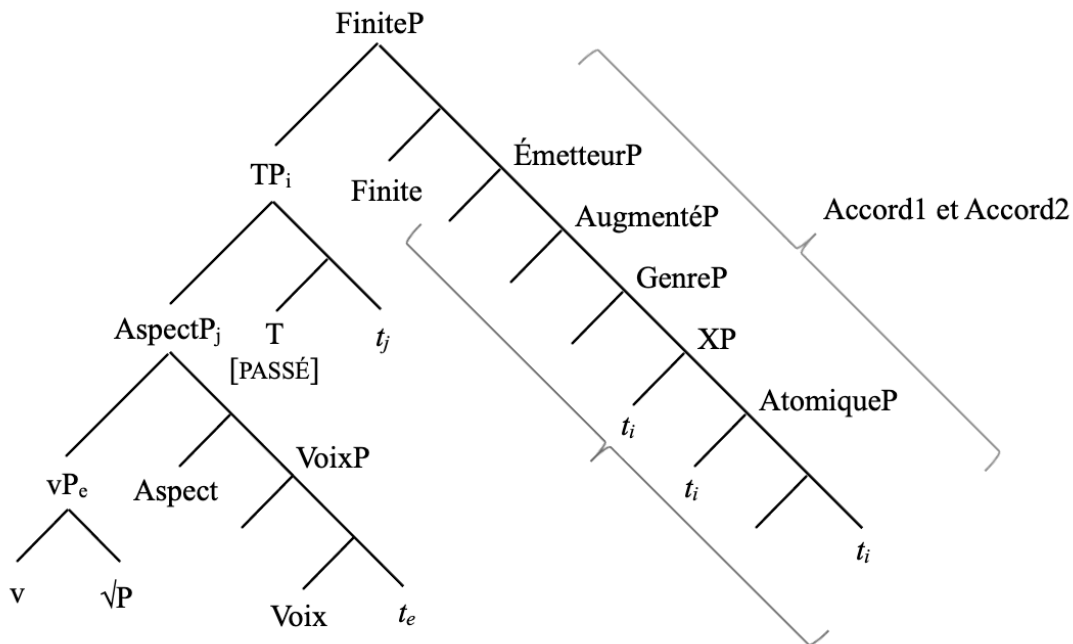 FiniteP
ÉmetteurP
TPᵢ
Finite
Accord1 et Accord2
AugmentéP
GenreP
AspectPⱼ
T
tⱼ
XP
[PASSÉ]
AtomiqueP
tᵢ
VoixP
vPₑ
Aspect
tᵢ
tᵢ
v
√P
Voix
tₑ